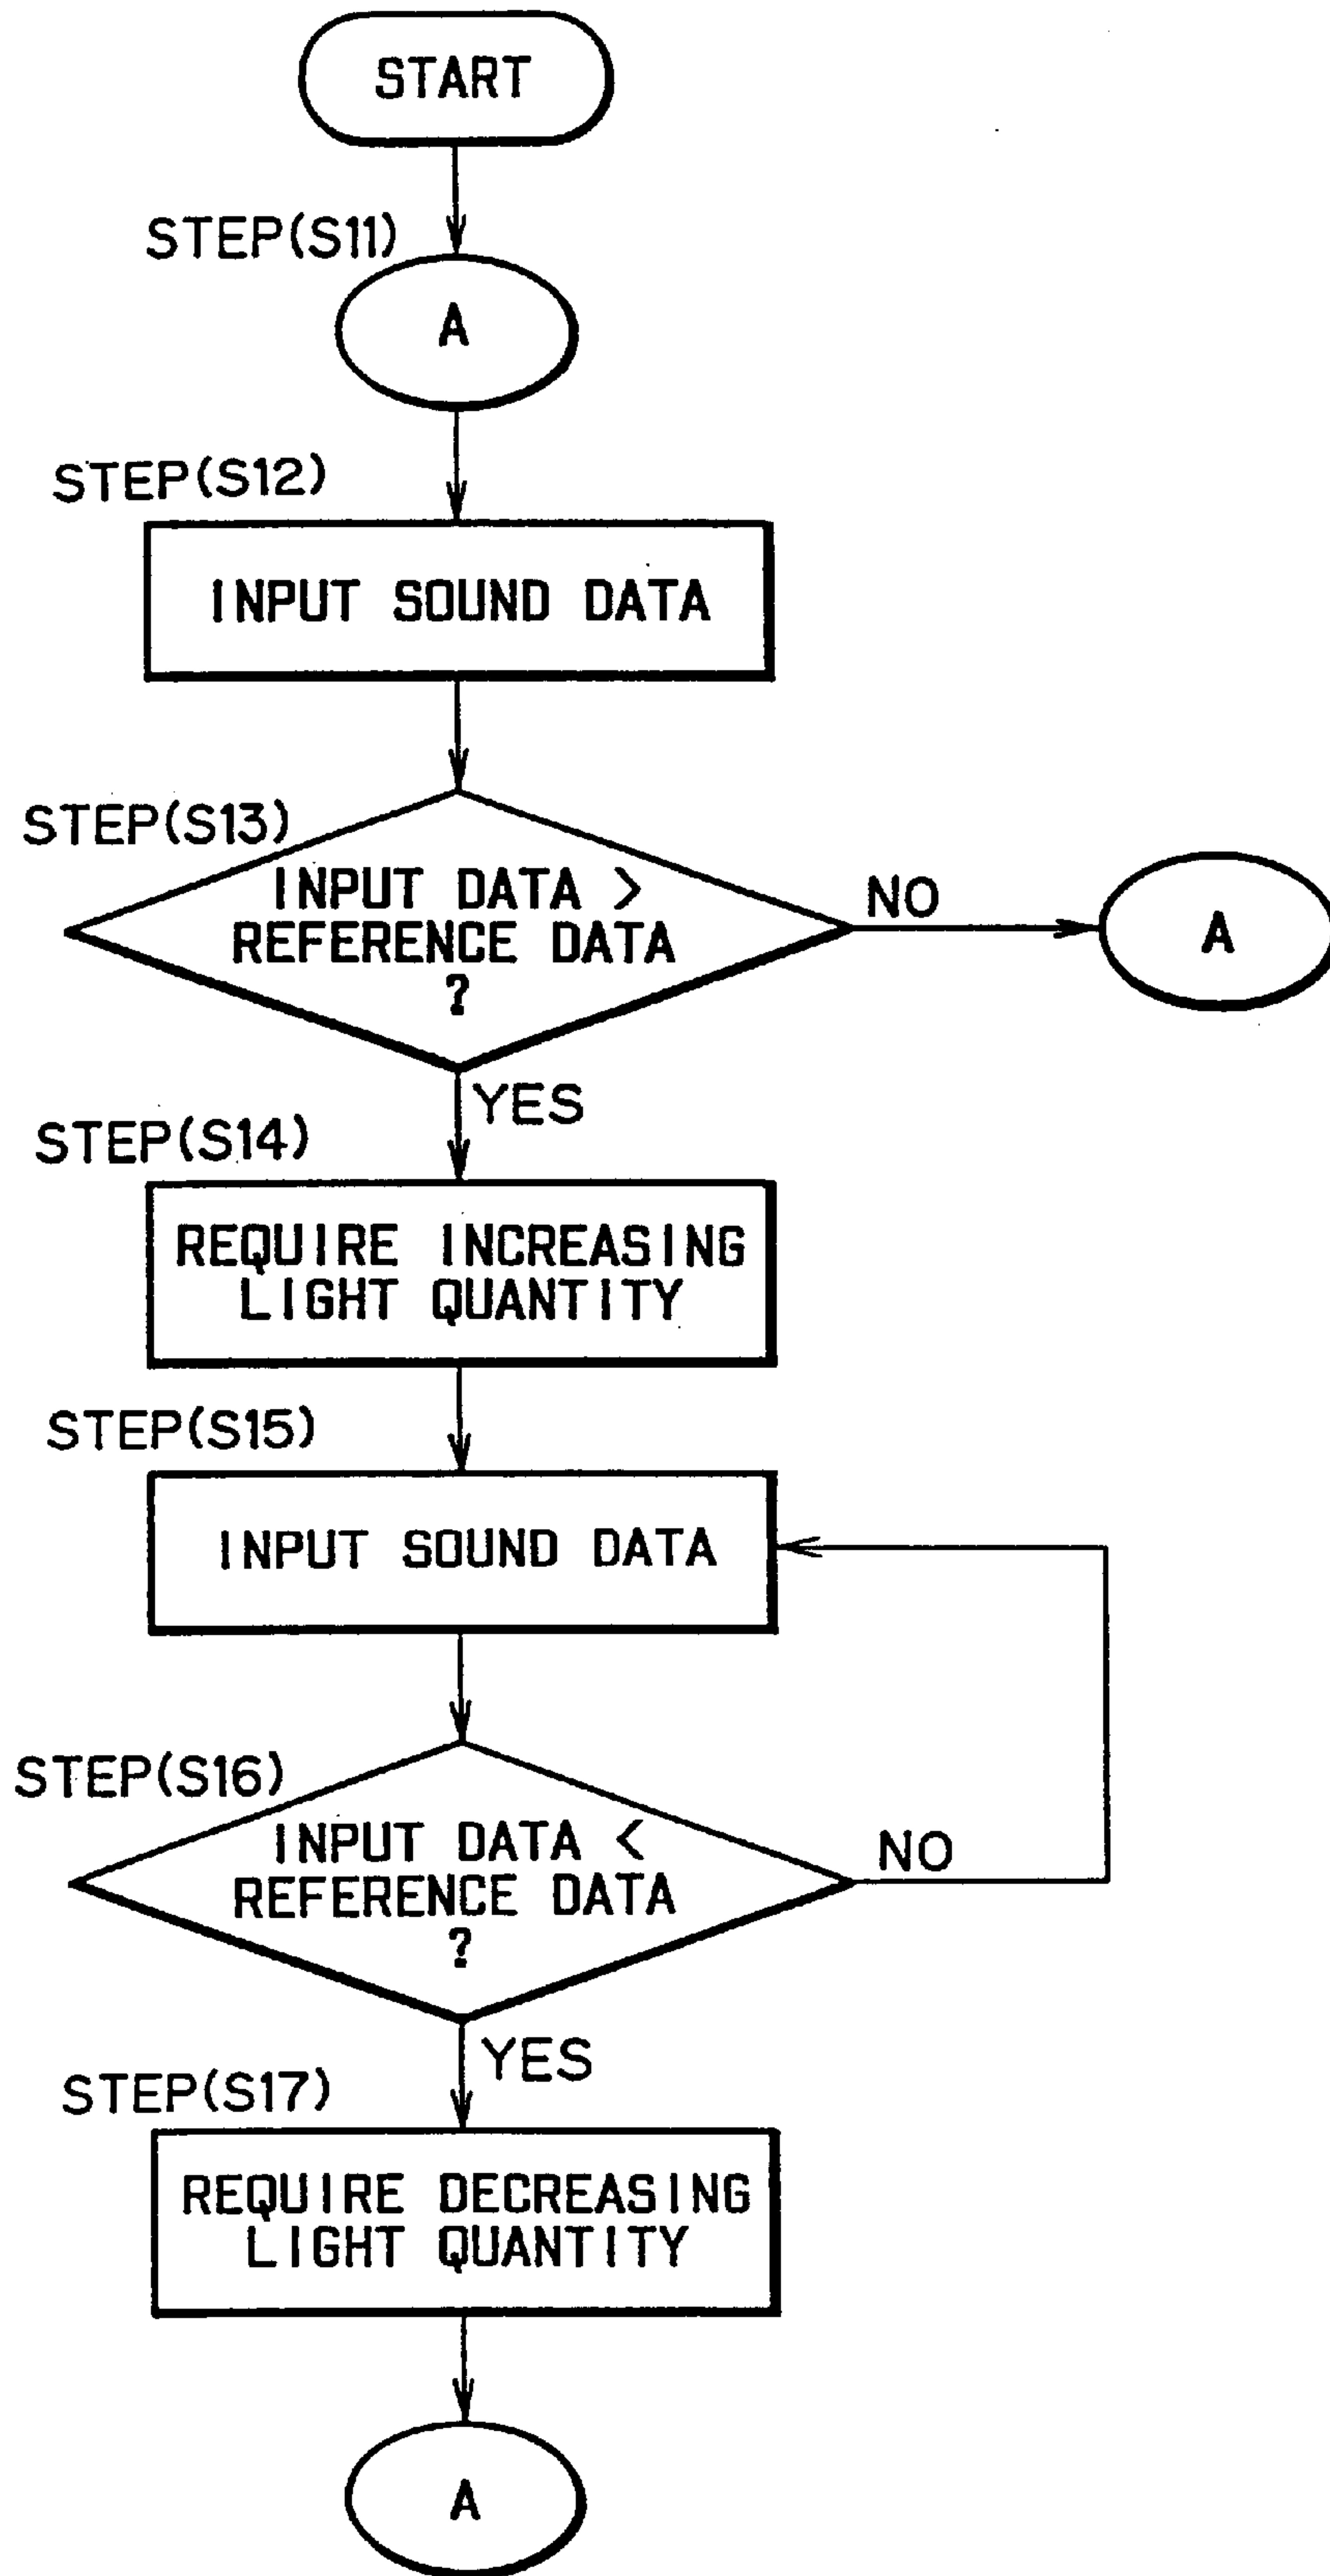 START
STEP(S11)
A
STEP(S12)
INPUT SOUND DATA
STEP(S13)
INPUT DATA >
REFERENCE DATA
?
NO
A
YES
STEP(S14)
REQUIRE INCREASING
LIGHT QUANTITY
STEP(S15)
INPUT SOUND DATA
STEP(S16)
INPUT DATA <
REFERENCE DATA
?
NO
YES
STEP(S17)
REQUIRE DECREASING
LIGHT QUANTITY
A